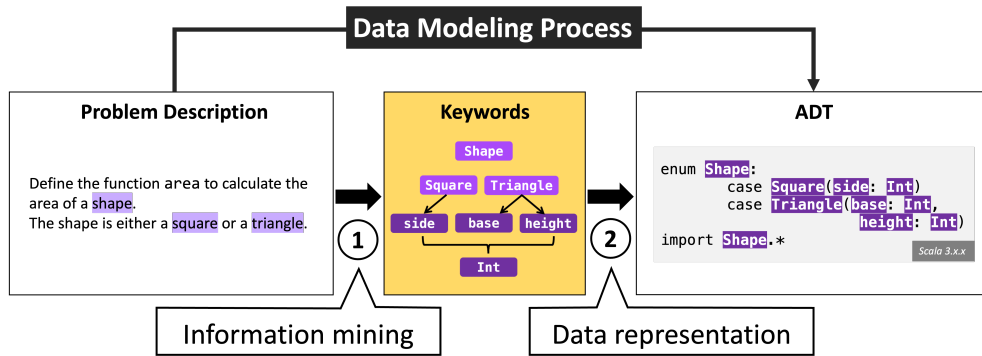 Data Modeling Process
Problem Description
Define the function area to calculate the
area of a shape.
The shape is either a square or a triangle.
1
Information mining
Keywords
Shape
Square Triangle
side base height
Int
2
Data representation
ADT
enum Shape:
case Square(side: Int)
case Triangle(base: Int,
height: Int)
import Shape.*
Scala 3.x.x